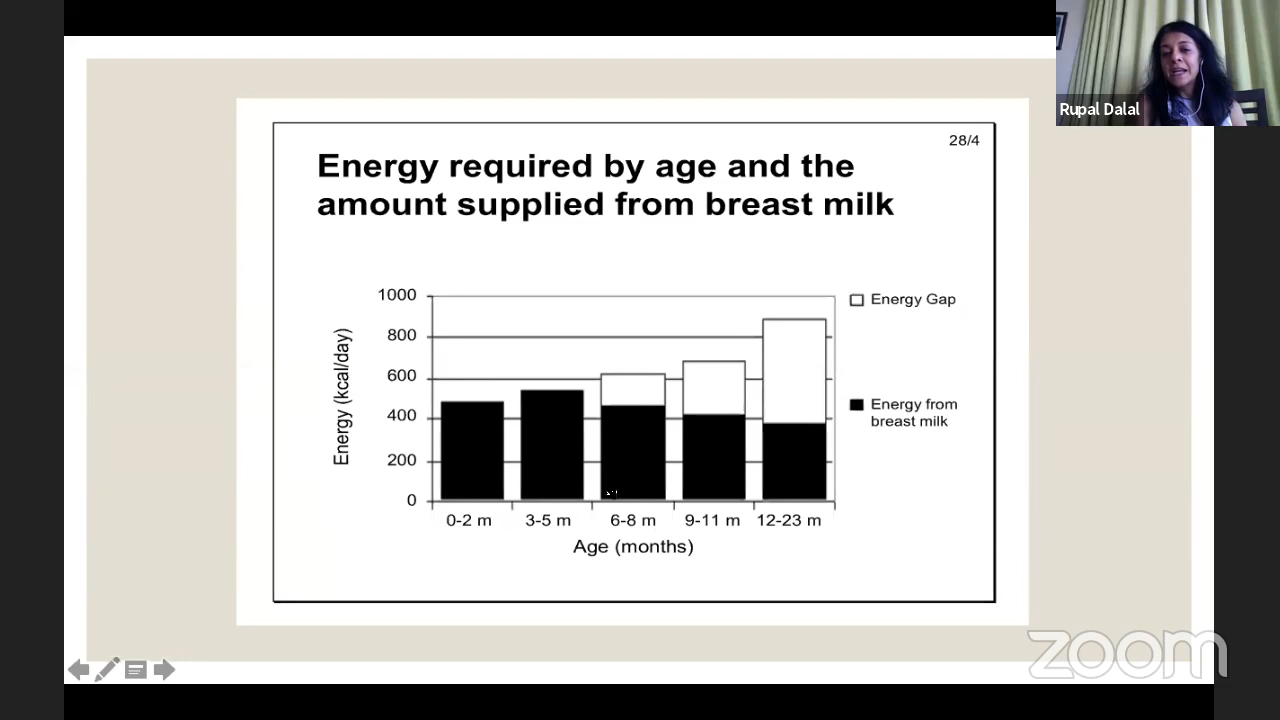 Rupal Dalal
28/4
Energy required by age and the
amount supplied from breast milk
1000
800
600
400
200
0
Energy (kcal/day)
Energy Gap
Energy from
breast milk
0-2 m 3-5 m 6-8 m 9-11 m 12-23 m
Age (months)
zoom